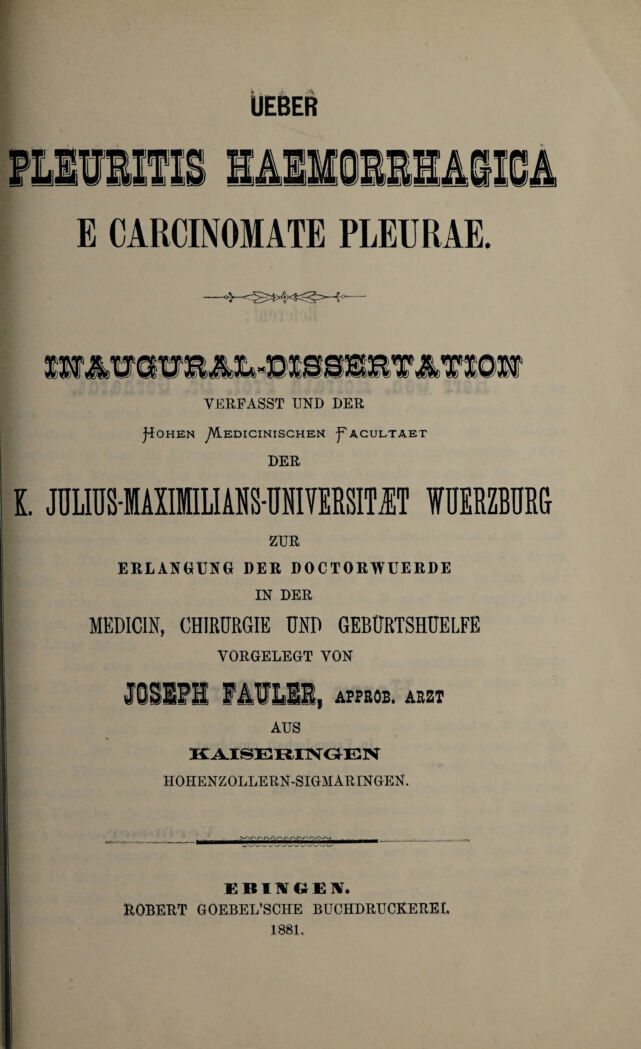 UEBER
PLEURITIS HAEMORRHAGICA
E CARCINOMATE PLEURAE.
INAUGURAL-DISSERTATION
VERFASST UND DER
HOHEN MEDICINISCHEN FACULTAET
DER
K. JULIUS-MAXIMILIANS-UNIVERSITÆT WUERZBURG
ZUR
ERLANGUNG DER DOCTORWUERDE
IN DER
MEDICIN, CHIRURGIE UND GEBURTSHUELFE
VORGELEGT VON
JOSEPH FAULER, APPROB. ARZT
AUS
KAISERINGEN
HOHENZOLLERN-SIGMARINGEN.
EBINGEN.
ROBERT GOEBEL'SCHE BUCHDRUCKEREI.
1881.